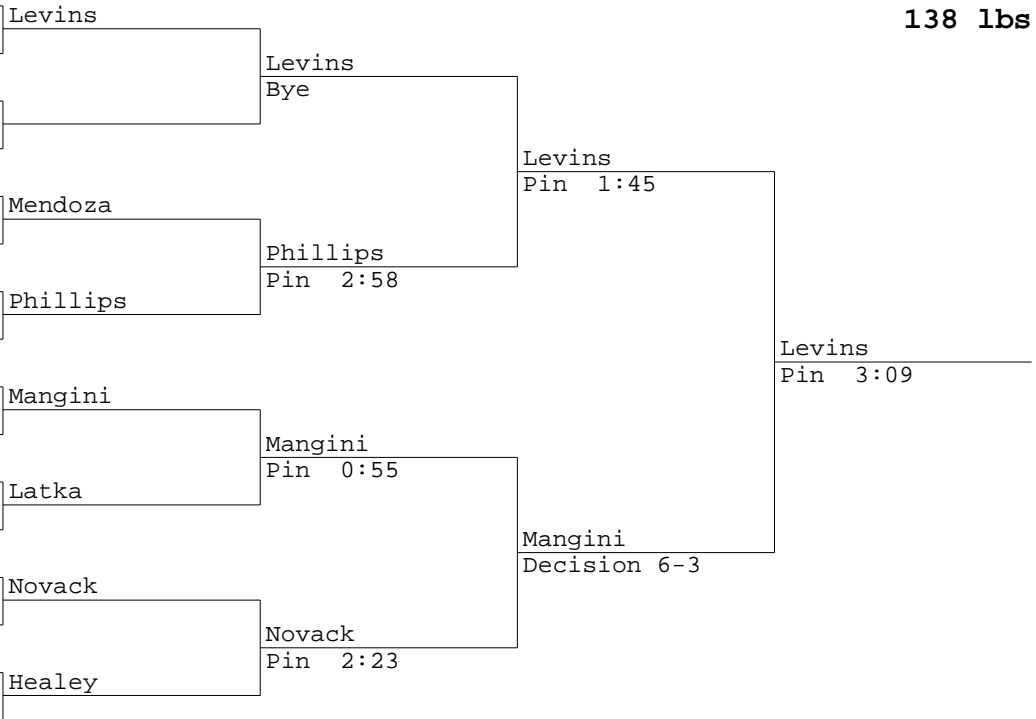 138 lbs
Levins
Levins
Bye
Levins
Pin 1:45
Mendoza
Phillips
Pin 2:58
Phillips
Levins
Pin 3:09
Mangini
Mangini
Pin 0:55
Latka
Mangini
Decision 6-3
Novack
Novack
Pin 2:23
Healey